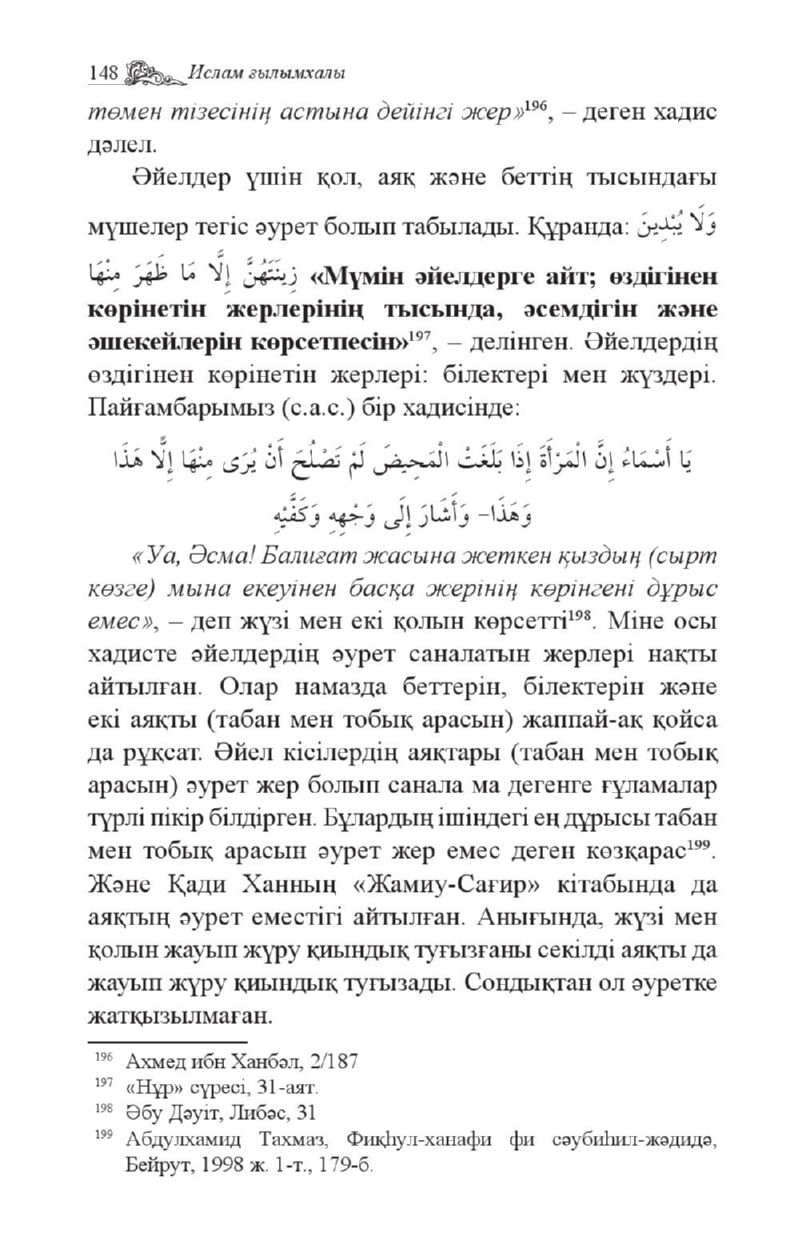 148 Ислам ғылымхалы
төмен тізесінің астына дейінгі жер»¹⁹⁶, – деген хадис
дәлел.
Әйелдер үшін қол, аяқ және беттің тысындағы
мүшелер тегіс әурет болып табылады. Құранда: وَلَا يُبْدِينَ
زِينَتَهُنَّ إِلَّا مَا ظَهَرَ مِنْهَا «Мүмін әйелдерге айт; өздігінен
көрінетін жерлерінің тысында, әсемдігін және
әшекейлерін көрсетпесін»¹⁹⁷, – делінген. Әйелдердің
өздігінен көрінетін жерлері: білектері мен жүздері.
Пайғамбарымыз (с.а.с.) бір хадисінде:
يَا أَسْمَاءُ إِنَّ الْمَرْأَةَ إِذَا بَلَغَتْ الْمَحِيضَ لَمْ تَصْلُحَ أَنْ يُرَى مِنْهَا إِلَّا هَذَا
وَهَذَا- وَأَشَارَ إِلَى وَجْهِهِ وَكَفَّيْهِ
«Уа, Әсма! Балиғат жасына жеткен қыздың (сырт
көзге) мына екеуінен басқа жерінің көрінгені дұрыс
емес», – деп жүзі мен екі қолын көрсетті¹⁹⁸. Міне осы
хадисте әйелдердің әурет саналатын жерлері нақты
айтылған. Олар намазда беттерін, білектерін және
екі аяқты (табан мен тобық арасын) жаппай-ақ қойса
да рұқсат. Әйел кісілердің аяқтары (табан мен тобық
арасын) әурет жер болып санала ма дегенге ғұламалар
түрлі пікір білдірген. Бұлардың ішіндегі ең дұрысы табан
мен тобық арасын әурет жер емес деген көзқарас¹⁹⁹.
Және Қади Ханның «Жамиу-Сағир» кітабында да
аяқтың әурет еместігі айтылған. Анығында, жүзі мен
қолын жауып жүру қиындық туғызғаны секілді аяқты да
жауып жүру қиындық туғызады. Сондықтан ол әуретке
жатқызылмаған.
¹⁹⁶ Ахмед ибн Ханбәл, 2/187
¹⁹⁷ «Нұр» сүресі, 31-аят.
¹⁹⁸ Әбу Дәуіт, Либәс, 31
¹⁹⁹ Абдулхамид Тахмаз, Фиқһул-ханафи фи сәубиһил-жәдидә,
Бейрут, 1998 ж. 1-т., 179-б.